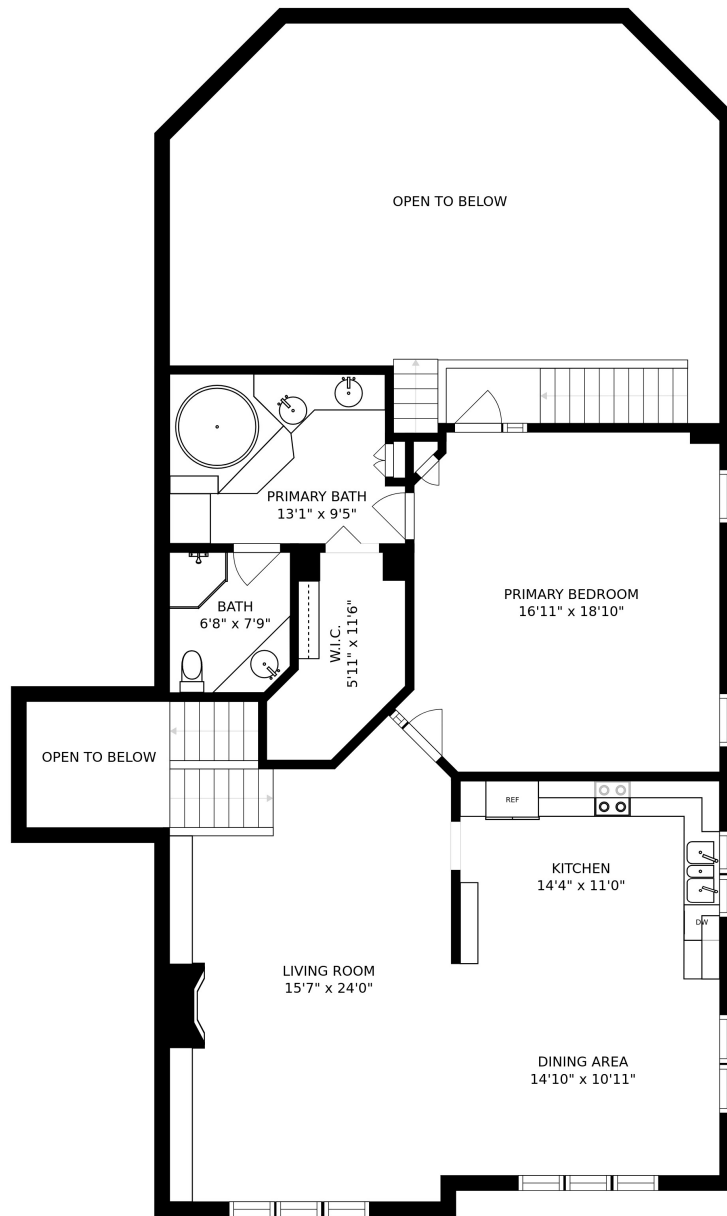 OPEN TO BELOW
PRIMARY BATH
13'1" x 9'5"
PRIMARY BEDROOM
16'11" x 18'10"
BATH
6'8" x 7'9"
W.I.C.
5'11" x 11'6"
OPEN TO BELOW
REF
KITCHEN
14'4" x 11'0"
DW
LIVING ROOM
15'7" x 24'0"
DINING AREA
14'10" x 10'11"